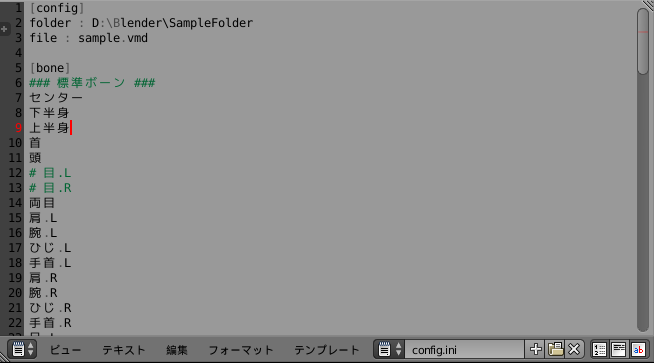 1 [config]
2 folder : D:\Blender\SampleFolder
3 file : sample.vmd
4
5 [bone]
6 ### 標準ボーン ###
7 センター
8 下半身
9 上半身
10 首
11 頭
12 # 目.L
13 # 目.R
14 両目
15 肩.L
16 腕.L
17 ひじ.L
18 手首.L
19 肩.R
20 腕.R
21 ひじ.R
22 手首.R
ビュー テキスト 編集 フォーマット テンプレート config.ini